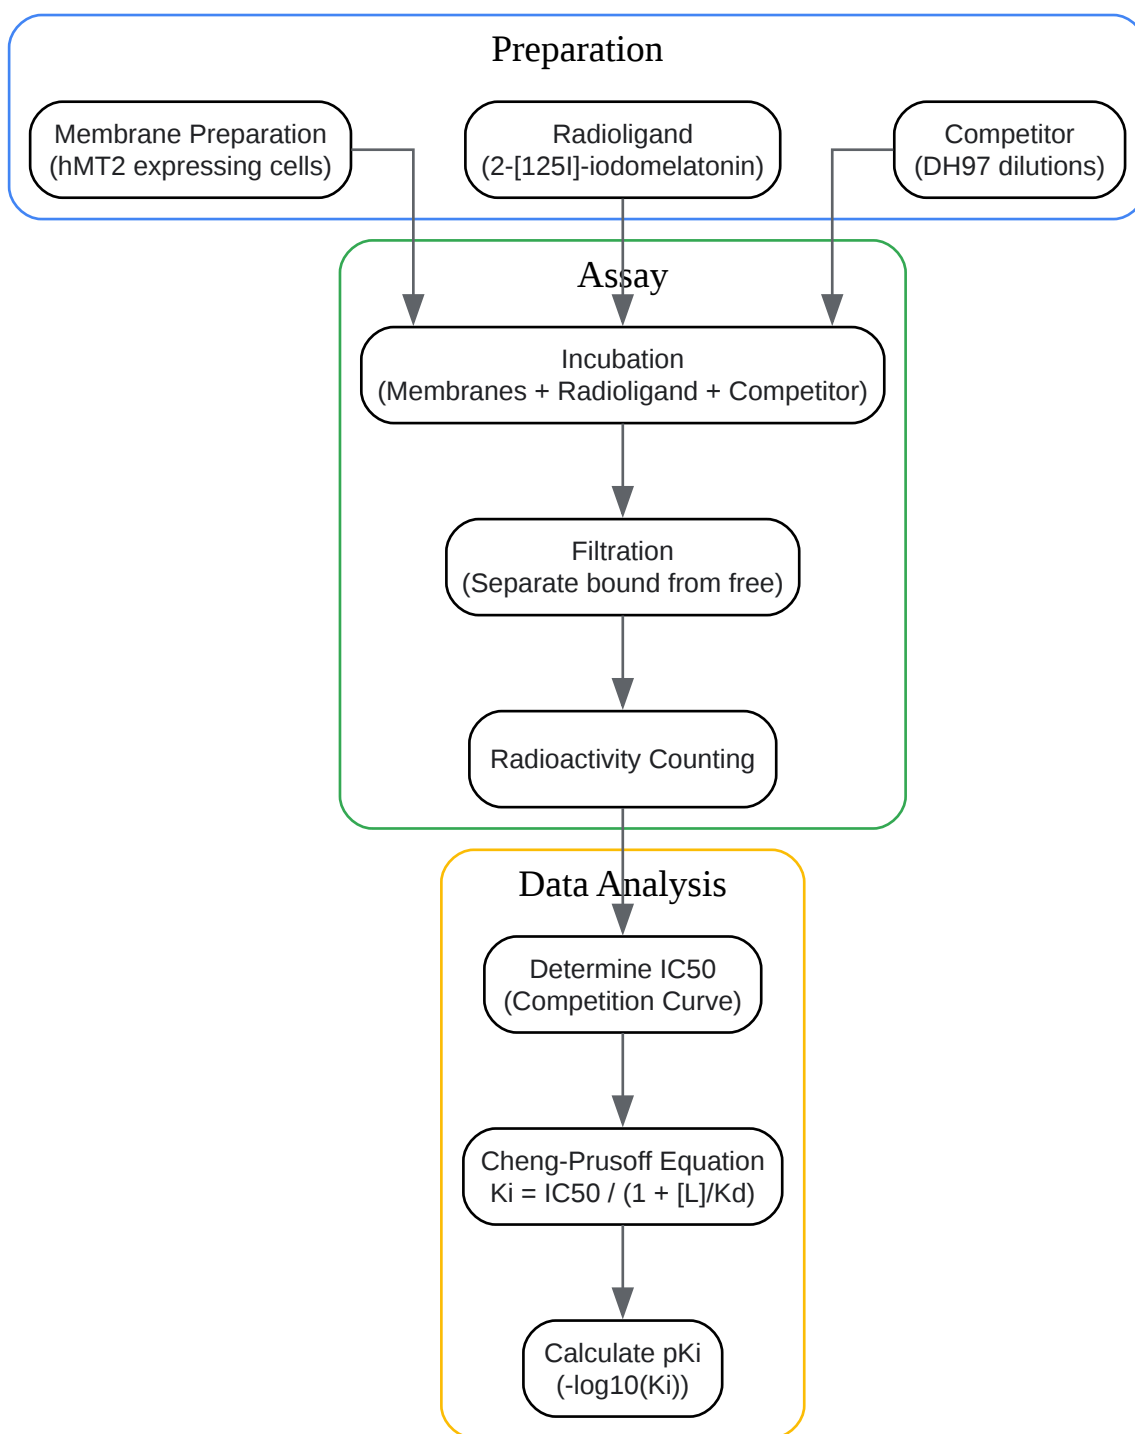 Preparation
Membrane Preparation
(hMT2 expressing cells)
Radioligand
(2-[125I]-iodomelatonin)
Competitor
(DH97 dilutions)
Assay
Incubation
(Membranes + Radioligand + Competitor)
Filtration
(Separate bound from free)
Radioactivity Counting
Data Analysis
Determine IC50
(Competition Curve)
Cheng-Prusoff Equation
Ki = IC50 / (1 + [L]/Kd)
Calculate pKi
(-log10(Ki))